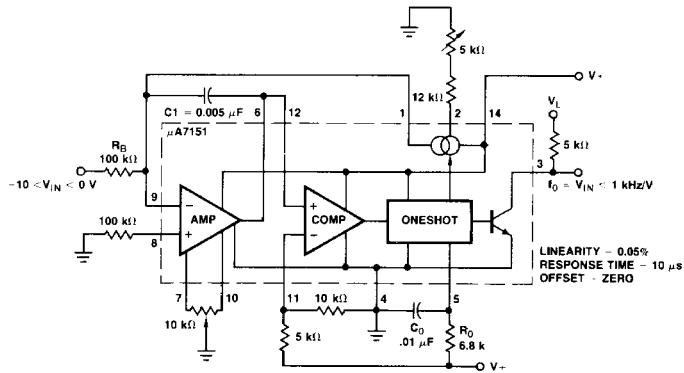 5 kΩ
12 kΩ
V+
C1 = 0.005 µF
6
12
1
2
14
VL
µA7151
5 kΩ
RB
100 kΩ
3
−10 <VIN < 0 V
f0 = VIN < 1 kHz/V
9
−
+
AMP
COMP
ONESHOT
100 kΩ
8
+
−
LINEARITY – 0.05%
RESPONSE TIME – 10 µs
OFFSET – ZERO
7
10
11
10 kΩ
4
5
10 kΩ
5 kΩ
C0
.01 µF
R0
6.8 k
V+